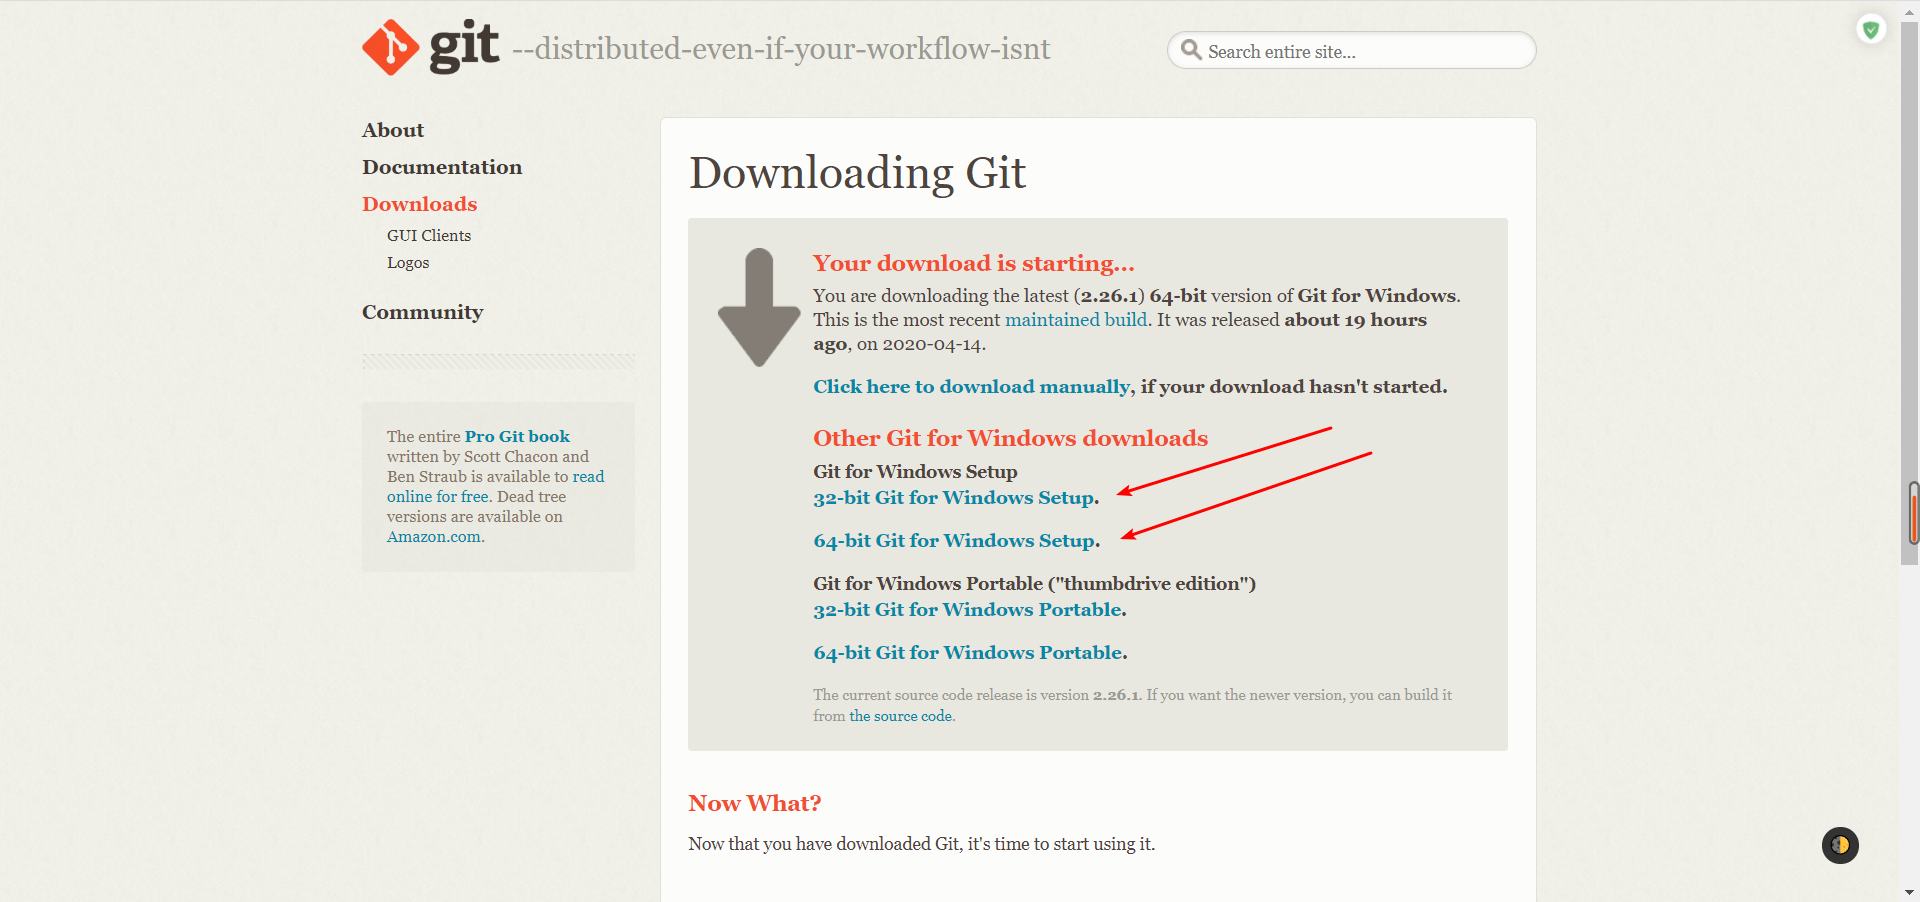 git --distributed-even-if-your-workflow-isnt
Search entire site...
About
Documentation
Downloads
GUI Clients
Logos
Community
The entire Pro Git book
written by Scott Chacon and
Ben Straub is available to read
online for free. Dead tree
versions are available on
Amazon.com.
Downloading Git
Your download is starting...
You are downloading the latest (2.26.1) 64-bit version of Git for Windows.
This is the most recent maintained build. It was released about 19 hours
ago, on 2020-04-14.
Click here to download manually, if your download hasn't started.
Other Git for Windows downloads
Git for Windows Setup
32-bit Git for Windows Setup.
64-bit Git for Windows Setup.
Git for Windows Portable ("thumbdrive edition")
32-bit Git for Windows Portable.
64-bit Git for Windows Portable.
The current source code release is version 2.26.1. If you want the newer version, you can build it
from the source code.
Now What?
Now that you have downloaded Git, it's time to start using it.